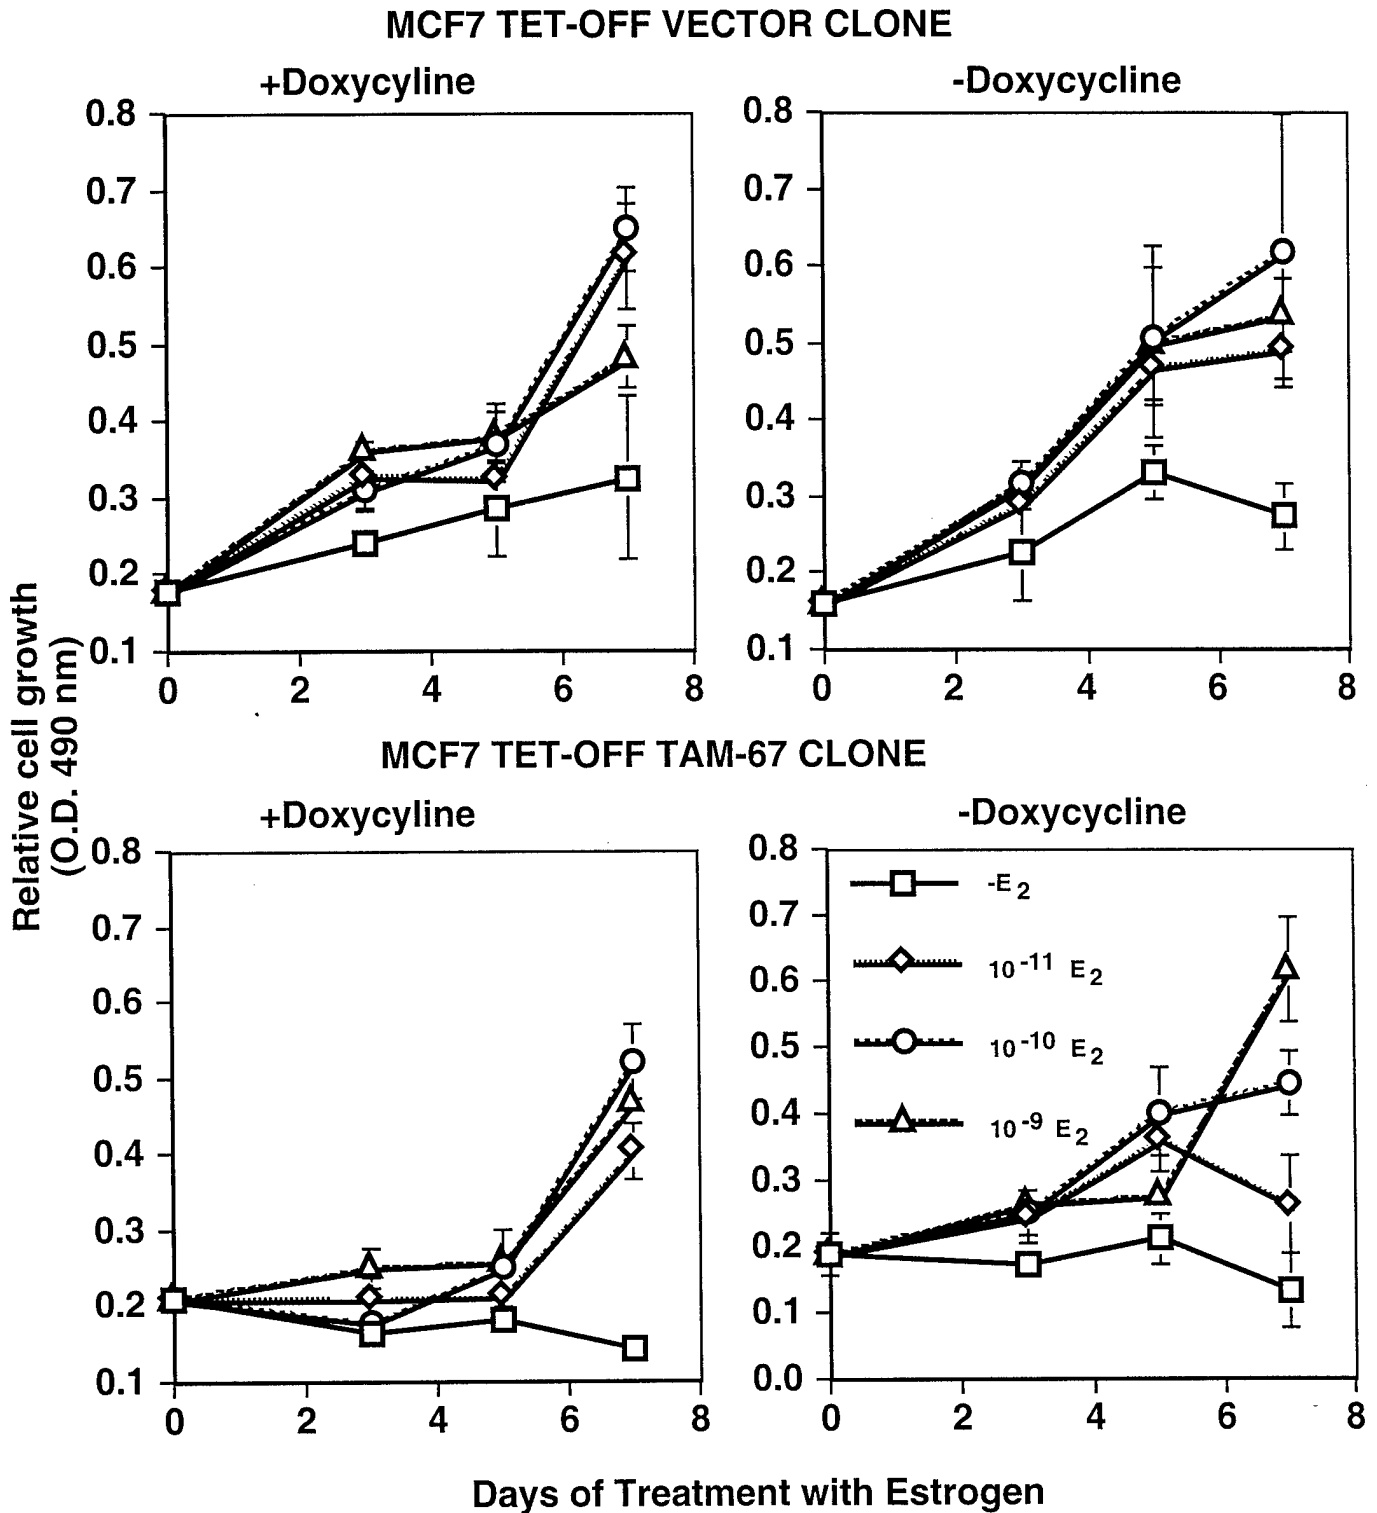 MCF7 TET-OFF VECTOR CLONE
+Doxycyline
-Doxycycline
0.8
0.7
0.6
0.5
0.4
0.3
0.2
0.1
0 2 4 6 8
0.8
0.7
0.6
0.5
0.4
0.3
0.2
0.1
0 2 4 6 8
Relative cell growth
(O.D. 490 nm)
MCF7 TET-OFF TAM-67 CLONE
+Doxycyline
-Doxycycline
0.8
0.7
0.6
0.5
0.4
0.3
0.2
0.1
0 2 4 6 8
0.8
0.7
0.6
0.5
0.4
0.3
0.2
0.1
0.0
0 2 4 6 8
-E2
10-11 E2
10-10 E2
10-9 E2
Days of Treatment with Estrogen